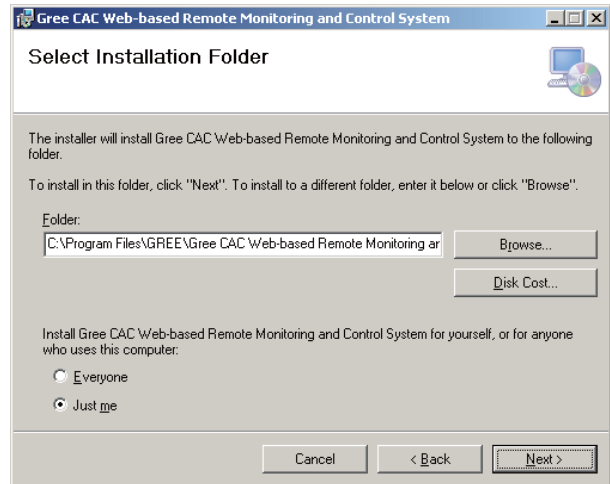 Gree CAC Web-based Remote Monitoring and Control System
Select Installation Folder
The installer will install Gree CAC Web-based Remote Monitoring and Control System to the following
folder.
To install in this folder, click "Next". To install to a different folder, enter it below or click "Browse".
Folder:
C:\Program Files\GREE\Gree CAC Web-based Remote Monitoring ar
Browse...
Disk Cost...
Install Gree CAC Web-based Remote Monitoring and Control System for yourself, or for anyone
who uses this computer:
Everyone
Just me
Cancel
< Back
Next >